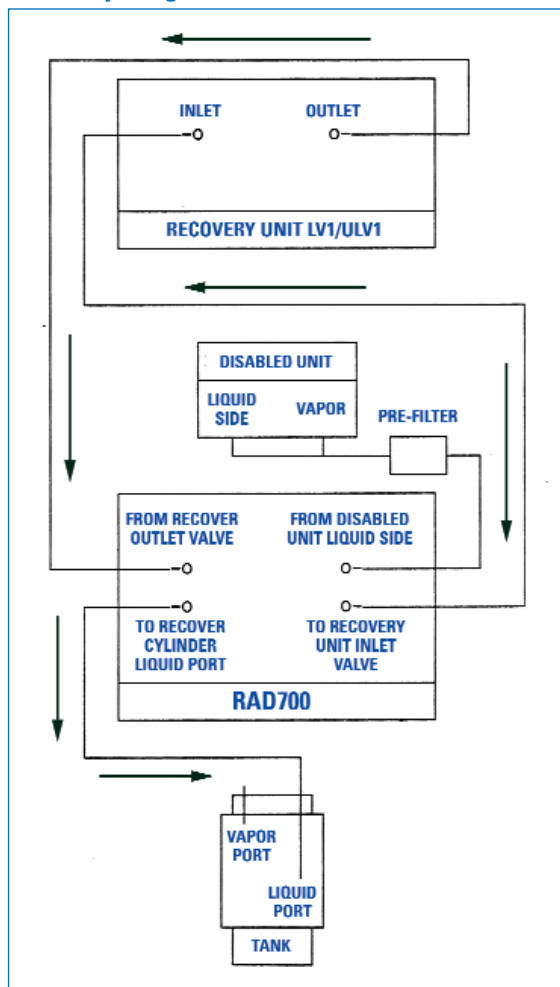 INLET
OUTLET
RECOVERY UNIT LV1/ULV1
DISABLED UNIT
LIQUID
SIDE
VAPOR
PRE-FILTER
FROM RECOVER
OUTLET VALVE
FROM DISABLED
UNIT LIQUID SIDE
TO RECOVER
CYLINDER
LIQUID PORT
TO RECOVERY
UNIT INLET
VALVE
RAD700
VAPOR
PORT
LIQUID
PORT
TANK